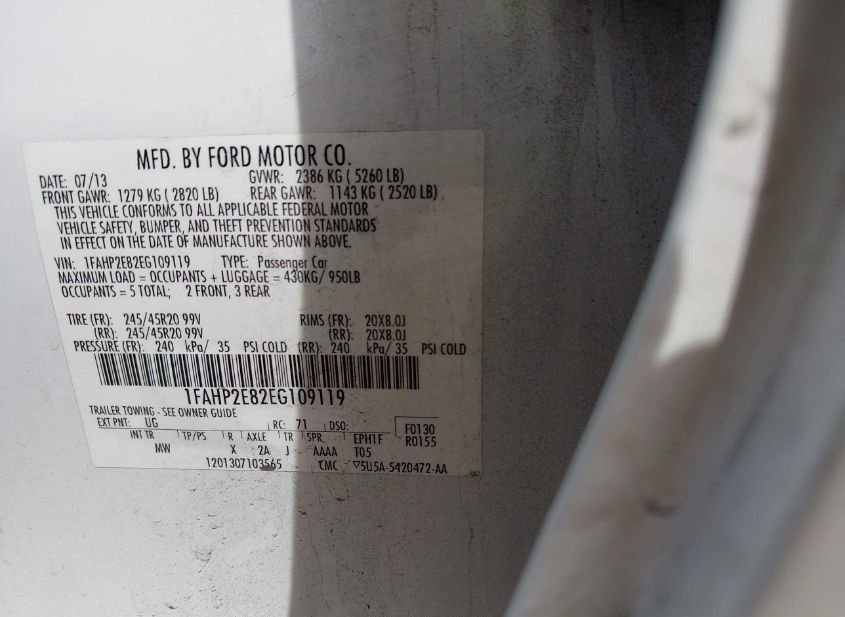 MFD. BY FORD MOTOR CO.
DATE: 07/13 GVWR: 2386 KG ( 5260 LB)
FRONT GAWR: 1279 KG ( 2820 LB) REAR GAWR: 1143 KG ( 2520 LB)
THIS VEHICLE CONFORMS TO ALL APPLICABLE FEDERAL MOTOR
VEHICLE SAFETY, BUMPER, AND THEFT PREVENTION STANDARDS
IN EFFECT ON THE DATE OF MANUFACTURE SHOWN ABOVE.
VIN: 1FAHP2E82EG109119 TYPE: Passenger Car
MAXIMUM LOAD = OCCUPANTS + LUGGAGE = 430KG/ 950LB
OCCUPANTS = 5 TOTAL; 2 FRONT, 3 REAR
TIRE (FR): 245/45R20 99V RIMS (FR): 20X8.0J
(RR): 245/45R20 99V (RR): 20X8.0J
PRESSURE (FR): 240 kPa/ 35 PSI COLD (RR): 240 kPa/ 35 PSI COLD
1FAHP2E82EG109119
TRAILER TOWING - SEE OWNER GUIDE
EXT PNT: UG RC: 71 DSO: F0130
INT TR TP/PS R AXLE TR SPR EPH1F R0155
MW X 2A J AAAA T05
1201307103565 CMC 5U5A-5420472-AA